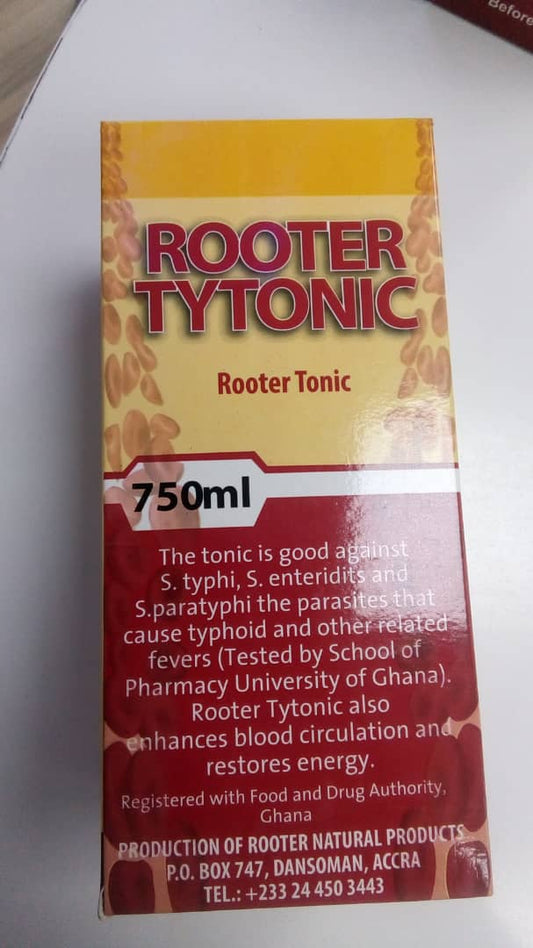 Before
ROOTER
TYTONIC
Rooter Tonic
750ml
The tonic is good against
S. typhi, S. enteridits and
S.paratyphi the parasites that
cause typhoid and other related
fevers (Tested by School of
Pharmacy University of Ghana).
Rooter Tytonic also
enhances blood circulation and
restores energy.
Registered with Food and Drug Authority,
Ghana
PRODUCTION OF ROOTER NATURAL PRODUCTS
P.O. BOX 747, DANSOMAN, ACCRA
TEL.: +233 24 450 3443